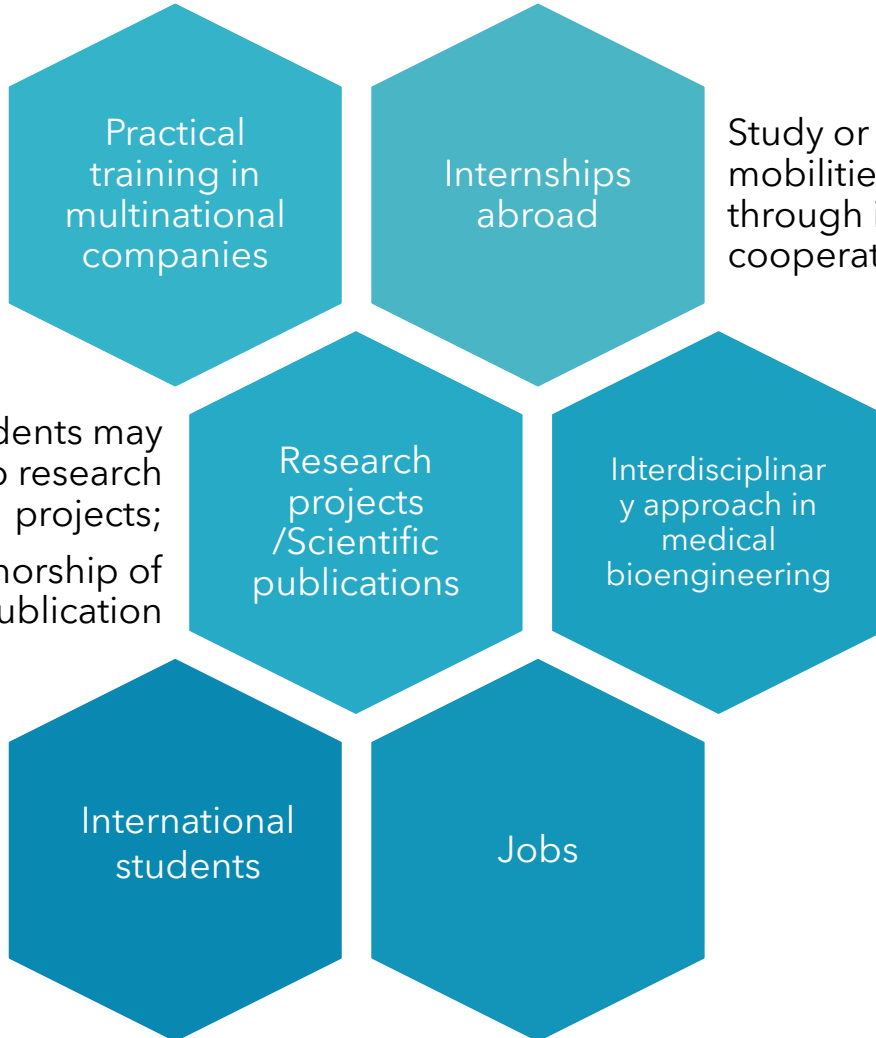 Practical
training in
multinational
companies
Internships
abroad
Study or
mobilitie
through i
cooperat
dents may
research
projects;
horship of
ublication
Research
projects
/Scientific
publications
Interdisciplinar
y approach in
medical
bioengineering
International
students
Jobs